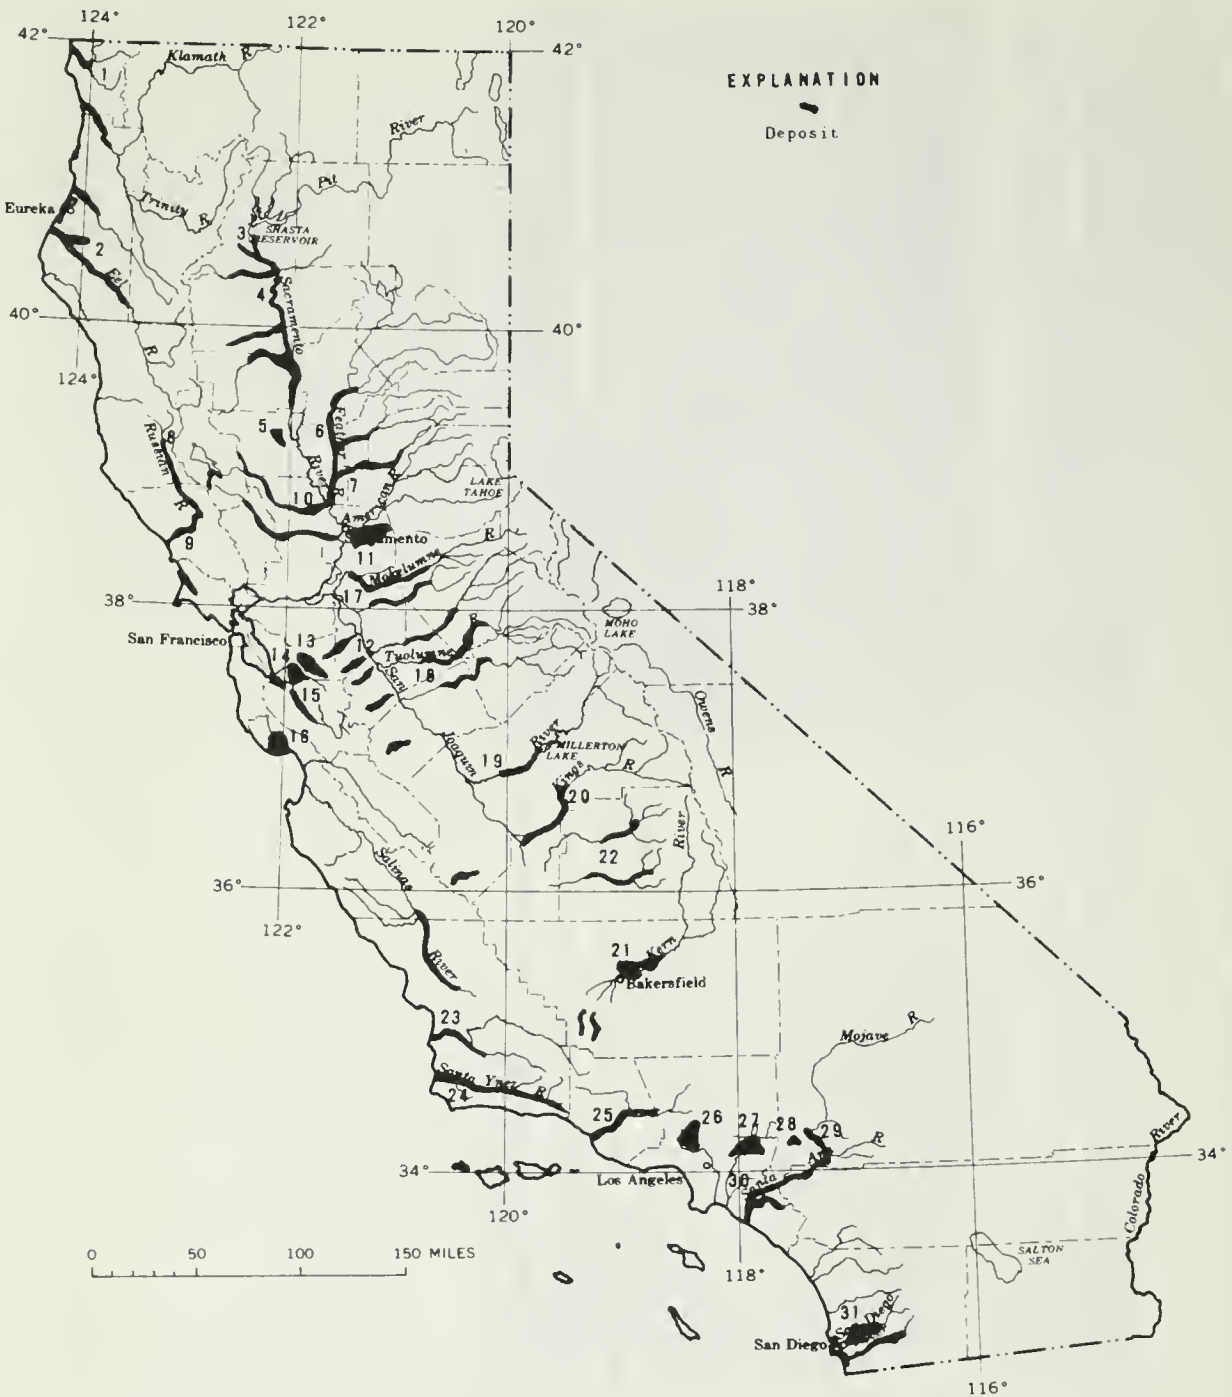 124°
122°
120°
42°
42°
Klamath R
EXPLANATION
Deposit
1
River
Pit
Trinity R
Eureka
3
SHASTA
RESERVOIR
2
Eel
R
4
Sacramento
River
40°
40°
124°
5
6
Feather
R
8
Russian
R
7
LAKE
TAHOE
10
American R
Sacramento
9
11
Mokelumne
R
17
118°
38°
38°
MONO
LAKE
San Francisco
13
12
14
Tuolumne
R
18
15
San
Joaquin
River
Owens
R
16
19
MILLERTON
LAKE
Kings
R
20
River
116°
22
Salinas
River
36°
36°
122°
21
Kern
Bakersfield
23
Mojave R
Santa Ynez R
24
25
26
27
28
29
R
River
34°
34°
Los Angeles
30
Santa
Ana
Colorado
120°
0 50 100 150 MILES
118°
SALTON
SEA
31
San Diego
San Diego
116°